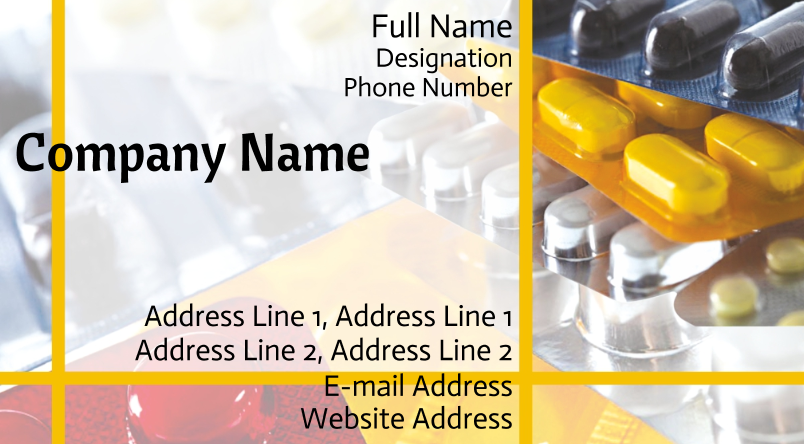 Full Name
Designation
Phone Number
Company Name
Address Line 1, Address Line 1
Address Line 2, Address Line 2
E-mail Address
Website Address